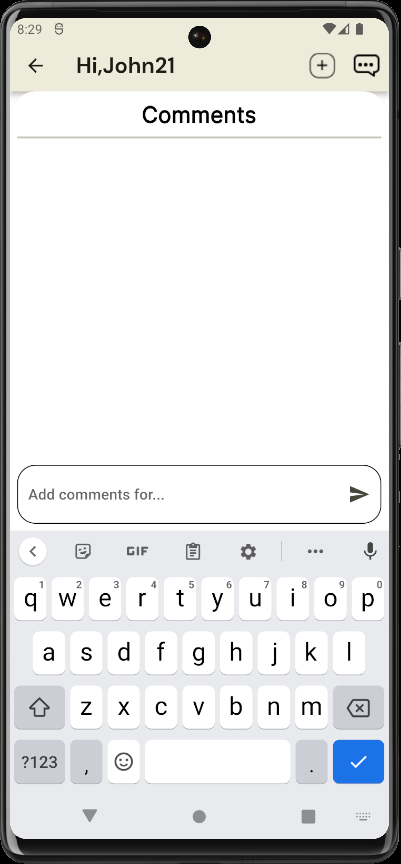 8:29
Hi,John21
Comments
Add comments for...
GIF
q1 w2 e3 r4 t5 y6 u7 i8 o9 p0
a s d f g h j k l
z x c v b n m
?123 , .